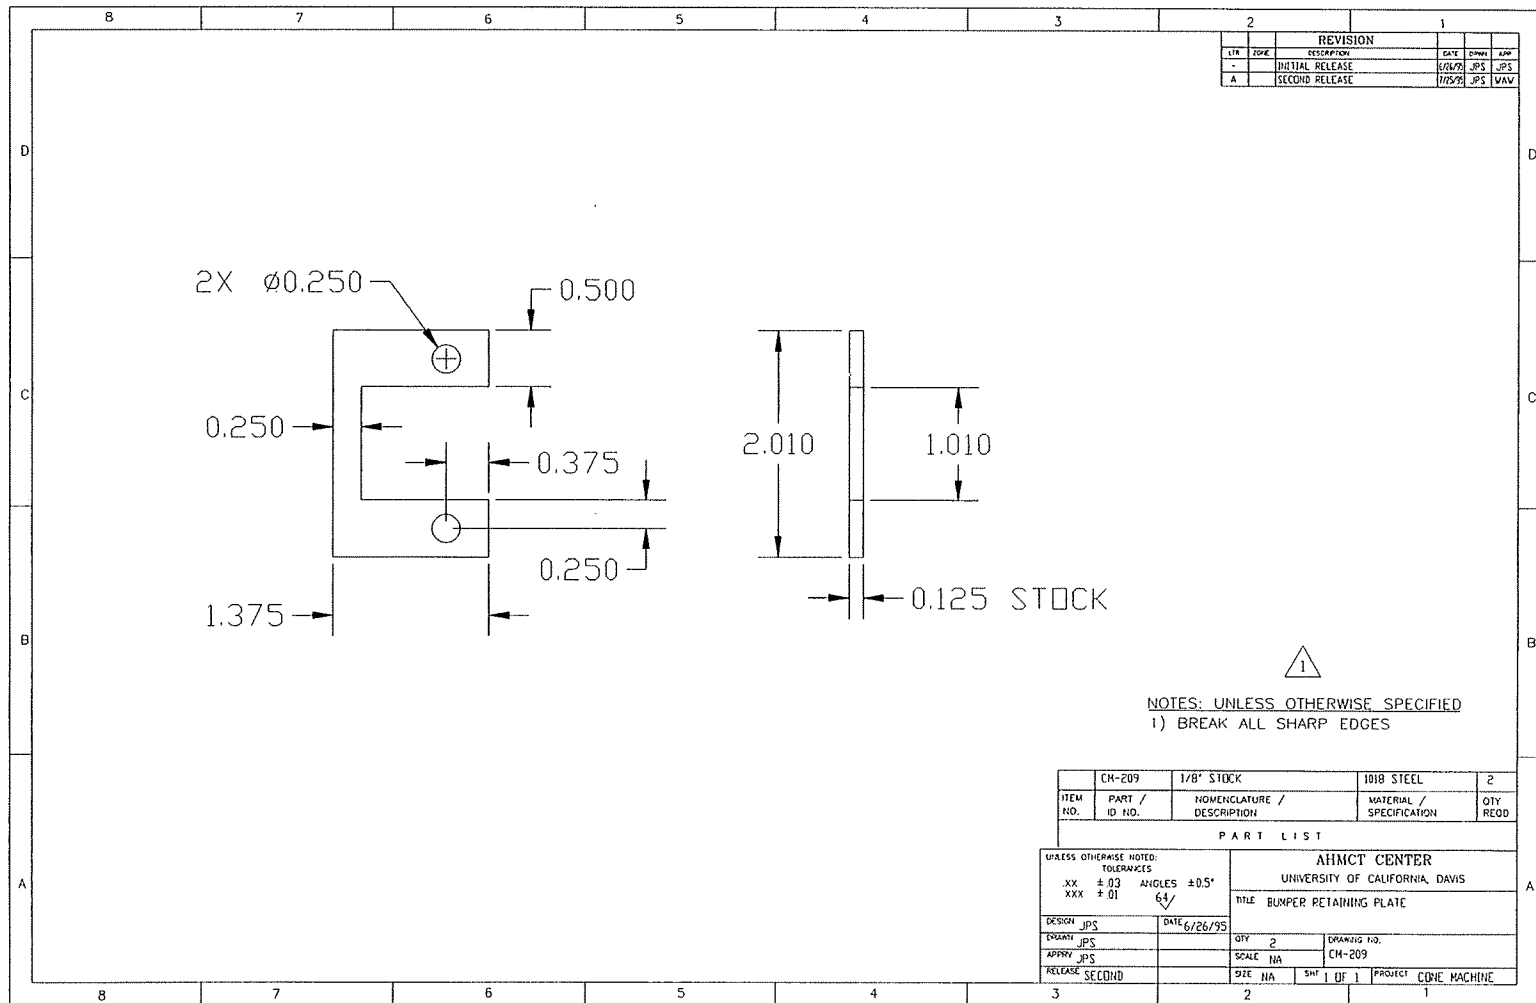 8 7 6 5 4 3 2 1
REVISION
LTR ZONE DESCRIPTION DATE DRWN APP
- INITIAL RELEASE 6/26/95 JPS JPS
A SECOND RELEASE 7/25/95 JPS WAW
D D
2X Ø0.250
0.500
C C
0.250
2.010
1.010
0.375
0.250
0.125 STOCK
1.375
B B
1
NOTES: UNLESS OTHERWISE SPECIFIED
1) BREAK ALL SHARP EDGES
CM-209 1/8" STOCK 1018 STEEL 2
ITEM NO. PART / ID NO. NOMENCLATURE / DESCRIPTION MATERIAL / SPECIFICATION QTY REQD
PART LIST
UNLESS OTHERWISE NOTED:
TOLERANCES
.XX ±.03 ANGLES ±0.5°
XXX ±.01 64/
AHMCT CENTER
UNIVERSITY OF CALIFORNIA, DAVIS
TITLE BUMPER RETAINING PLATE
A A
DESIGN JPS DATE 6/26/95
DRAWN JPS
APPRV JPS
RELEASE SECOND
QTY 2 DRAWING NO.
SCALE NA CM-209
SIZE NA SHT 1 OF 1 PROJECT CONE MACHINE
8 7 6 5 4 3 2 1